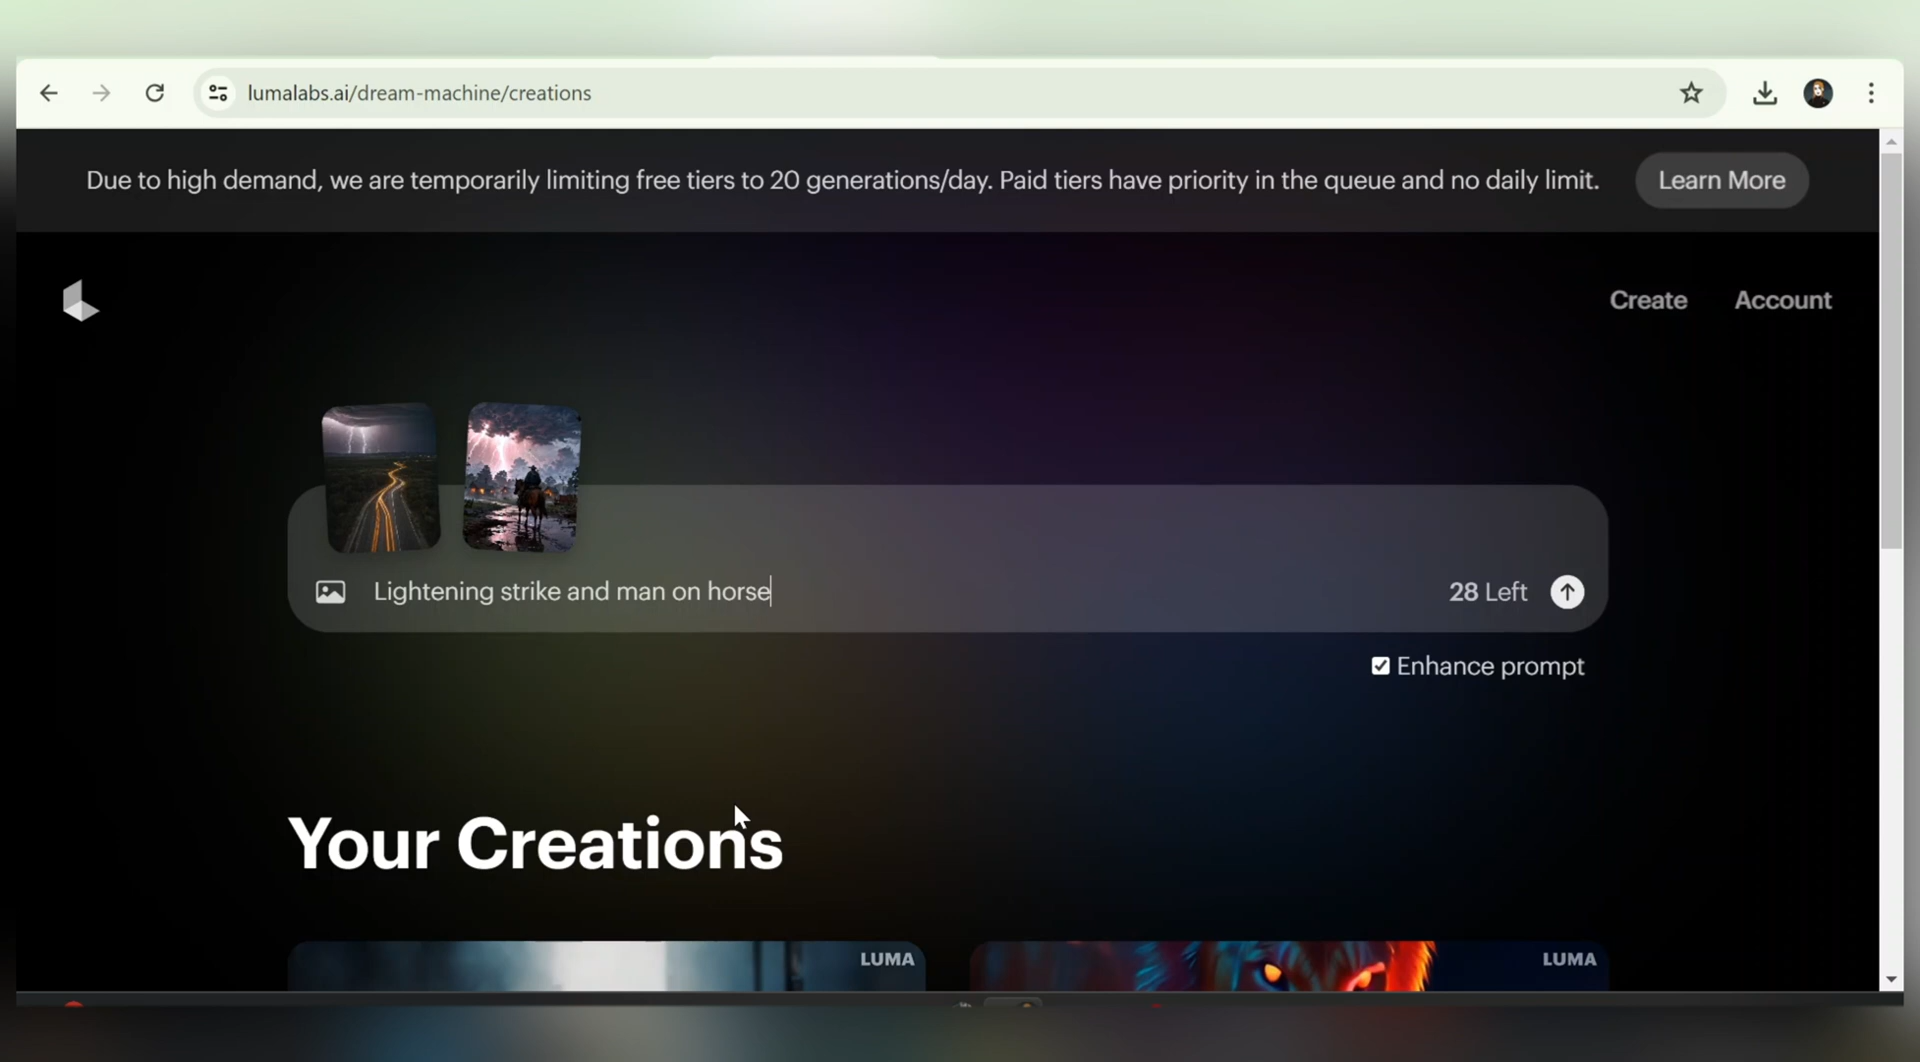 lumalabs.ai/dream-machine/creations
Due to high demand, we are temporarily limiting free tiers to 20 generations/day. Paid tiers have priority in the queue and no daily limit.
Learn More
Create
Account
Lightening strike and man on horse
28 Left
Enhance prompt
Your Creations
LUMA
LUMA